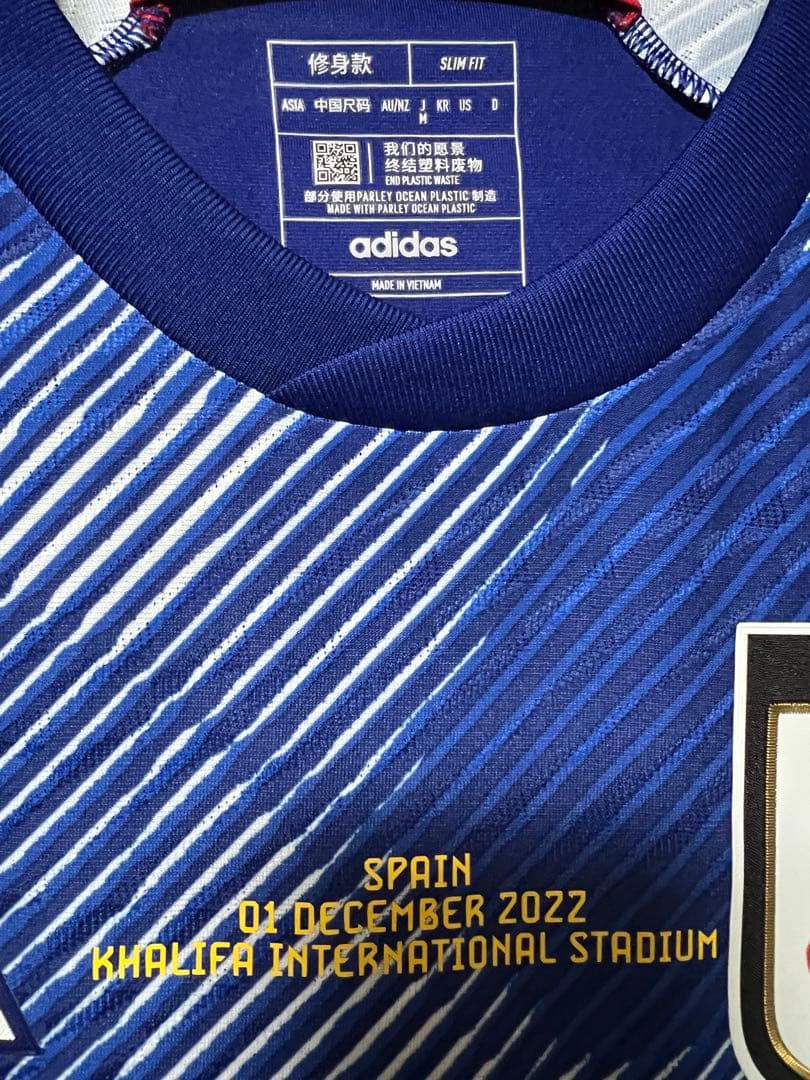 修身款
SLIM FIT
ASIA 中国尺码 AU/NZ J KR US D
M
我们的愿景
终结塑料废物
END PLASTIC WASTE
部分使用PARLEY OCEAN PLASTIC 制造
MADE WITH PARLEY OCEAN PLASTIC
adidas
MADE IN VIETNAM
SPAIN
01 DECEMBER 2022
KHALIFA INTERNATIONAL STADIUM